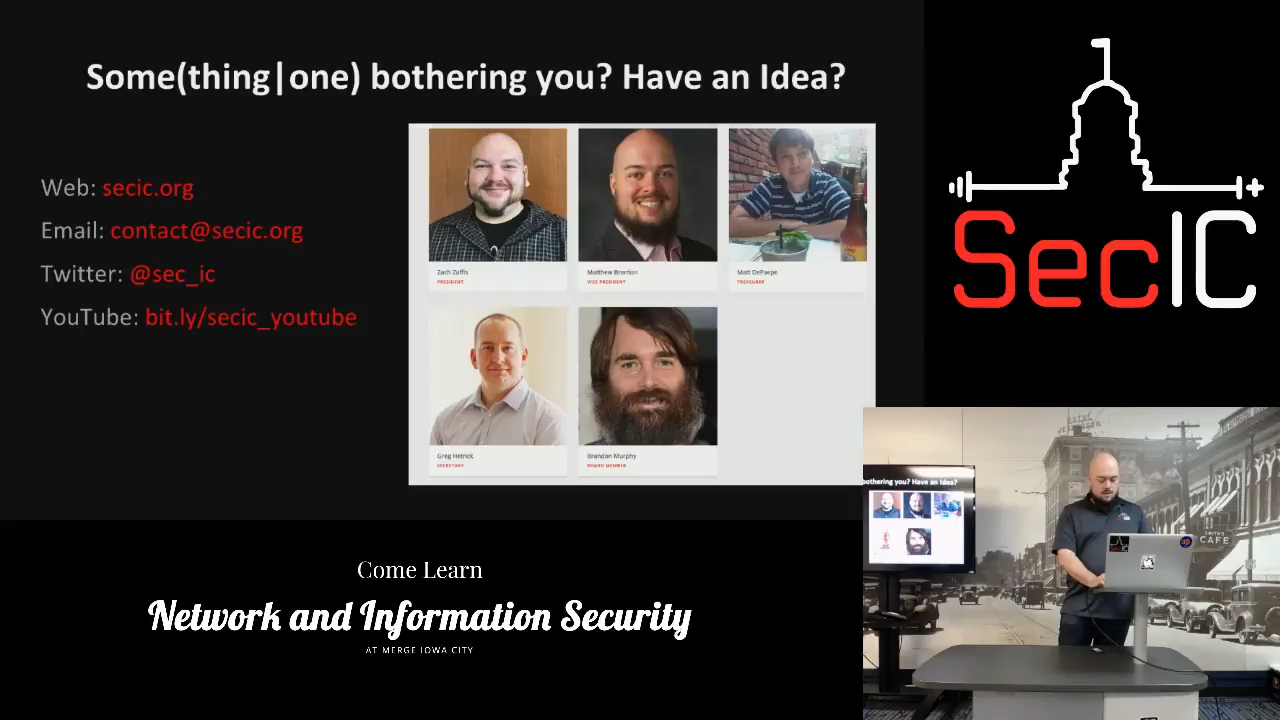 Some(thing|one) bothering you? Have an Idea?
Web: secic.org
Email: contact@secic.org
Twitter: @sec_ic
YouTube: bit.ly/secic_youtube
Zach Zaffis
PRESIDENT
Matthew Brenton
VICE PRESIDENT
Matt DePaepe
TREASURER
Greg Hetrick
SECRETARY
Brandon Murphy
BOARD MEMBER
SecIC
bothering you? Have an Idea?
CAFE
Come Learn
Network and Information Security
AT MERGE IOWA CITY